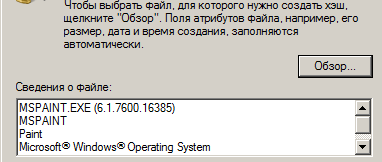 Чтобы выбрать файл, для которого нужно создать хэш,
щелкните "Обзор". Поля атрибутов файла, например, его
размер, дата и время создания, заполняются
автоматически.
Обзор...
Сведения о файле:
MSPAINT.EXE (6.1.7600.16385)
MSPAINT
Paint
Microsoft® Windows® Operating System